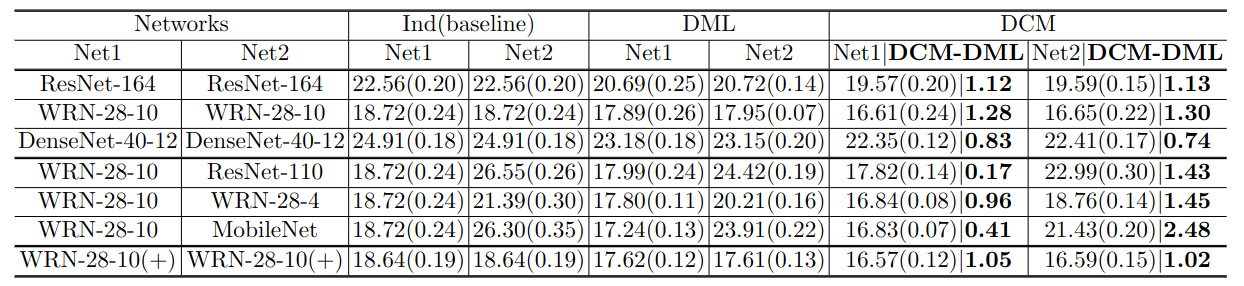 Networks Ind(baseline) DML DCM
Net1 Net2 Net1 Net2 Net1 Net2 Net1|DCM-DML Net2|DCM-DML
ResNet-164 ResNet-164 22.56(0.20) 22.56(0.20) 20.69(0.25) 20.72(0.14) 19.57(0.20)|1.12 19.59(0.15)|1.13
WRN-28-10 WRN-28-10 18.72(0.24) 18.72(0.24) 17.89(0.26) 17.95(0.07) 16.61(0.24)|1.28 16.65(0.22)|1.30
DenseNet-40-12 DenseNet-40-12 24.91(0.18) 24.91(0.18) 23.18(0.18) 23.15(0.20) 22.35(0.12)|0.83 22.41(0.17)|0.74
WRN-28-10 ResNet-110 18.72(0.24) 26.55(0.26) 17.99(0.24) 24.42(0.19) 17.82(0.14)|0.17 22.99(0.30)|1.43
WRN-28-10 WRN-28-4 18.72(0.24) 21.39(0.30) 17.80(0.11) 20.21(0.16) 16.84(0.08)|0.96 18.76(0.14)|1.45
WRN-28-10 MobileNet 18.72(0.24) 26.30(0.35) 17.24(0.13) 23.91(0.22) 16.83(0.07)|0.41 21.43(0.20)|2.48
WRN-28-10(+) WRN-28-10(+) 18.64(0.19) 18.64(0.19) 17.62(0.12) 17.61(0.13) 16.57(0.12)|1.05 16.59(0.15)|1.02